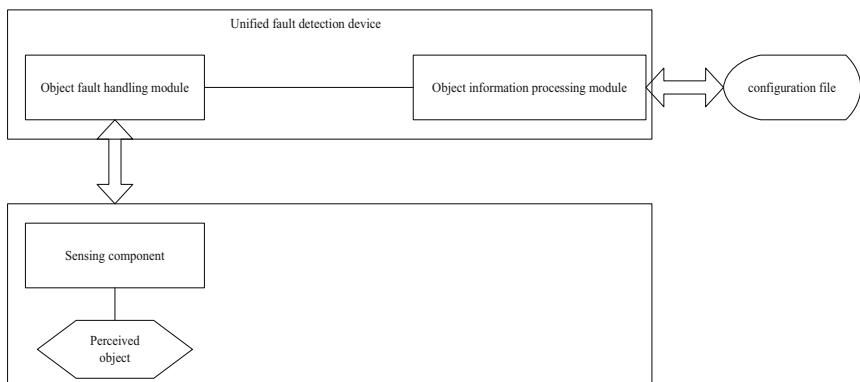 Unified fault detection device
Object fault handling module
Object information processing module
configuration file
Sensing component
Perceived
object